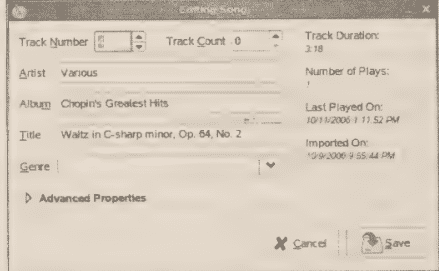 Editing Song
Track Number
Track Count 0
Artist Various
Album Chopin's Greatest Hits
Title Waltz in C-sharp minor, Op. 64, No. 2
Genre
Advanced Properties
Track Duration:
3:18
Number of Plays:
Last Played On:
10/11/2006 1:11:52 PM
Imported On:
10/9/2006 9:55:44 PM
Cancel
Save